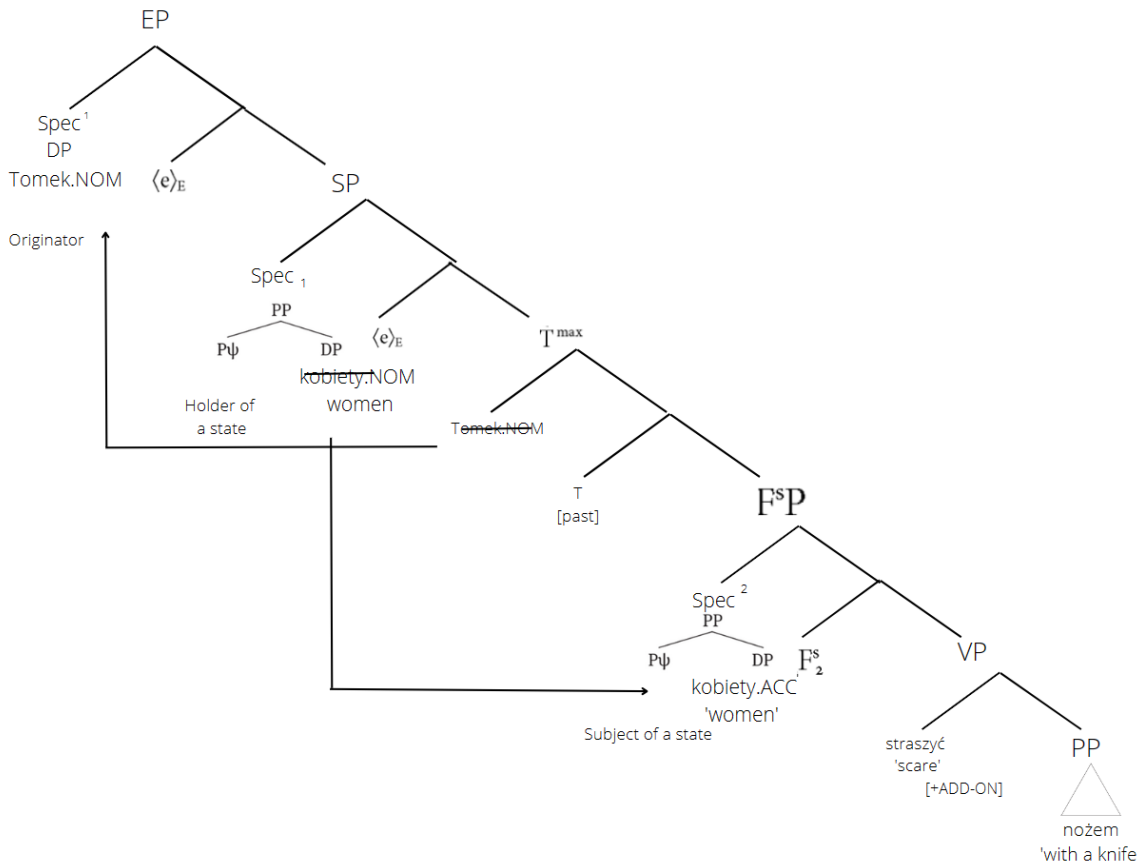 EP
Spec ¹
DP
Tomek.NOM
⟨e⟩E
SP
Originator
Spec ₁
PP
Pψ DP
⟨e⟩E
kobiety.NOM
women
Holder of
a state
T max
Tomek.NOM
T
[past]
FˢP
Spec ²
PP
Pψ DP
Fˢ₂
kobiety.ACC
'women'
Subject of a state
VP
straszyć
'scare'
[+ADD-ON]
PP
nożem
'with a knife